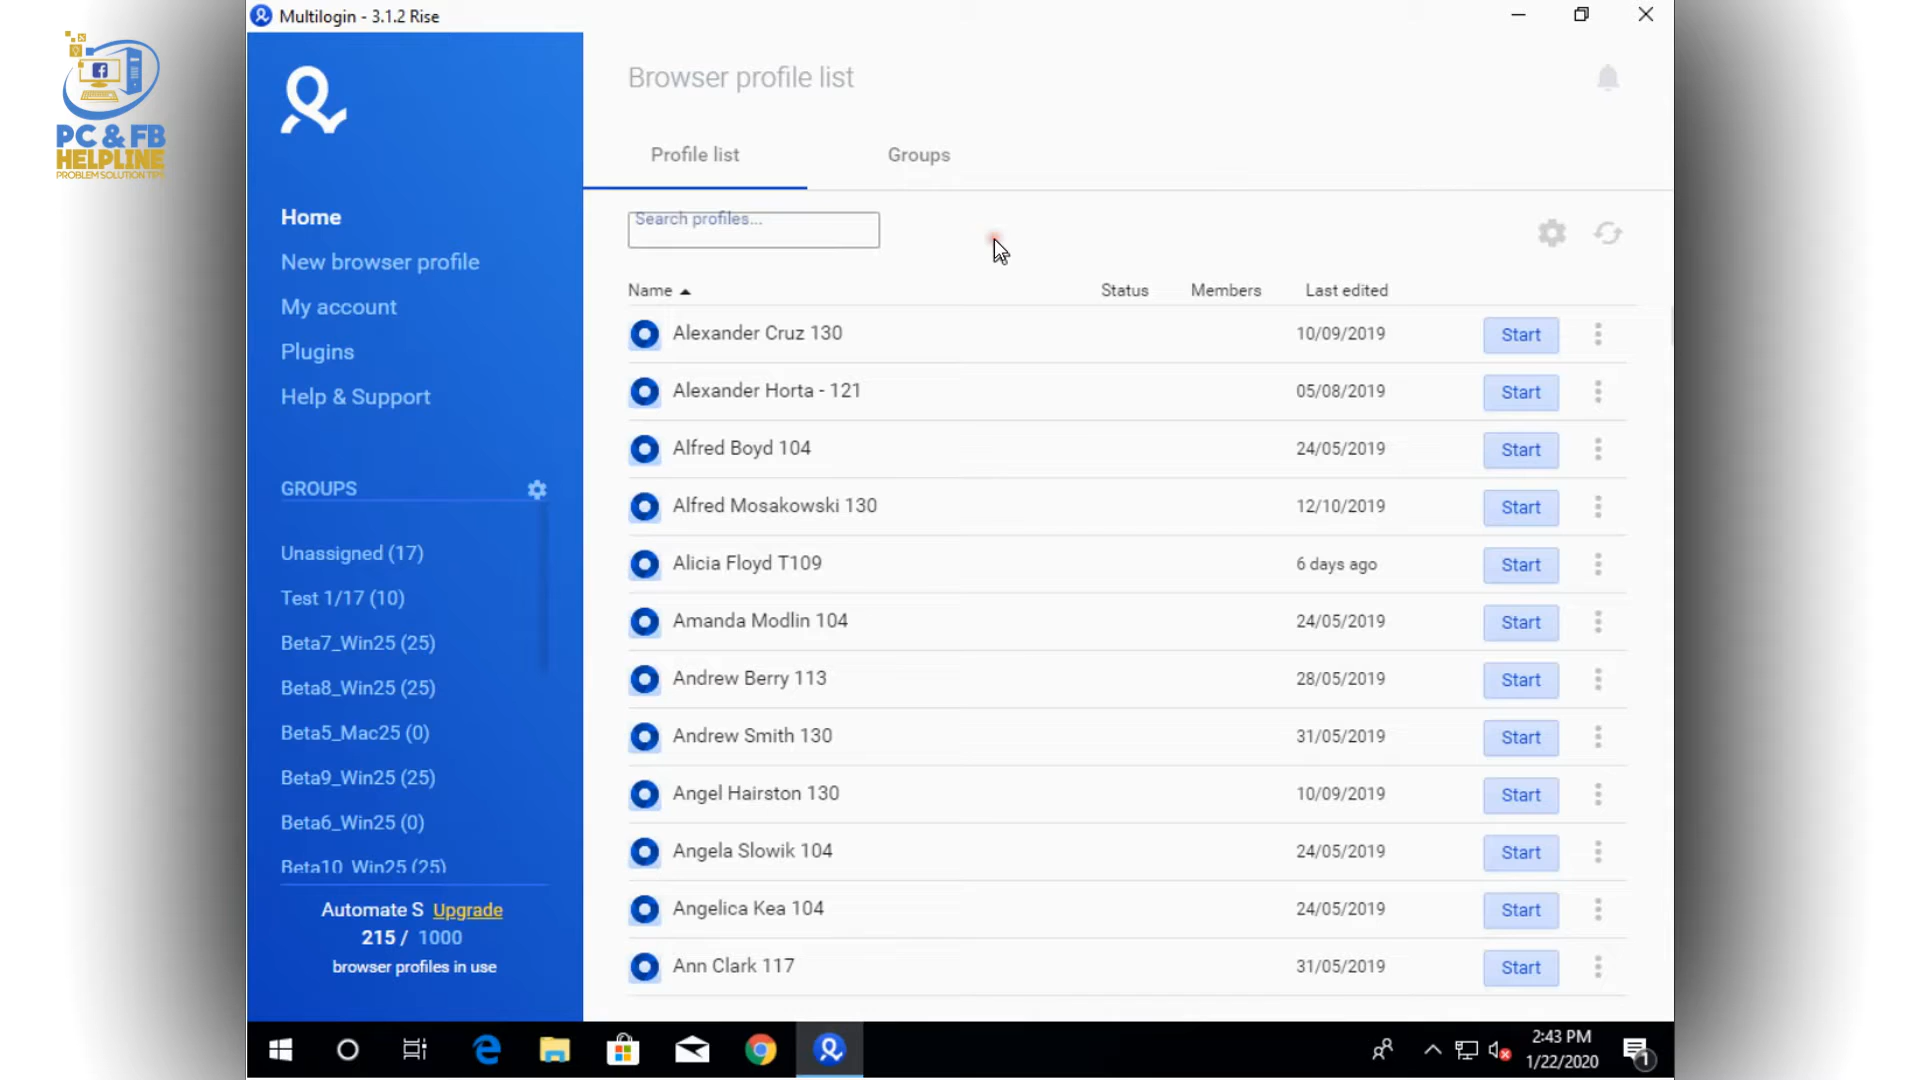 Multilogin - 3.1.2 Rise
PC & FB
HELPLINE
PROBLEM SOLUTION TIPS
Home
New browser profile
My account
Plugins
Help & Support
GROUPS
Unassigned (17)
Test 1/17 (10)
Beta7_Win25 (25)
Beta8_Win25 (25)
Beta5_Mac25 (0)
Beta9_Win25 (25)
Beta6_Win25 (0)
Beta10_Win25 (25)
Automate S Upgrade
215 / 1000
browser profiles in use
Browser profile list
Profile list Groups
Search profiles...
Name Status Members Last edited
Alexander Cruz 130 10/09/2019 Start
Alexander Horta - 121 05/08/2019 Start
Alfred Boyd 104 24/05/2019 Start
Alfred Mosakowski 130 12/10/2019 Start
Alicia Floyd T109 6 days ago Start
Amanda Modlin 104 24/05/2019 Start
Andrew Berry 113 28/05/2019 Start
Andrew Smith 130 31/05/2019 Start
Angel Hairston 130 10/09/2019 Start
Angela Slowik 104 24/05/2019 Start
Angelica Kea 104 24/05/2019 Start
Ann Clark 117 31/05/2019 Start
2:43 PM
1/22/2020
1